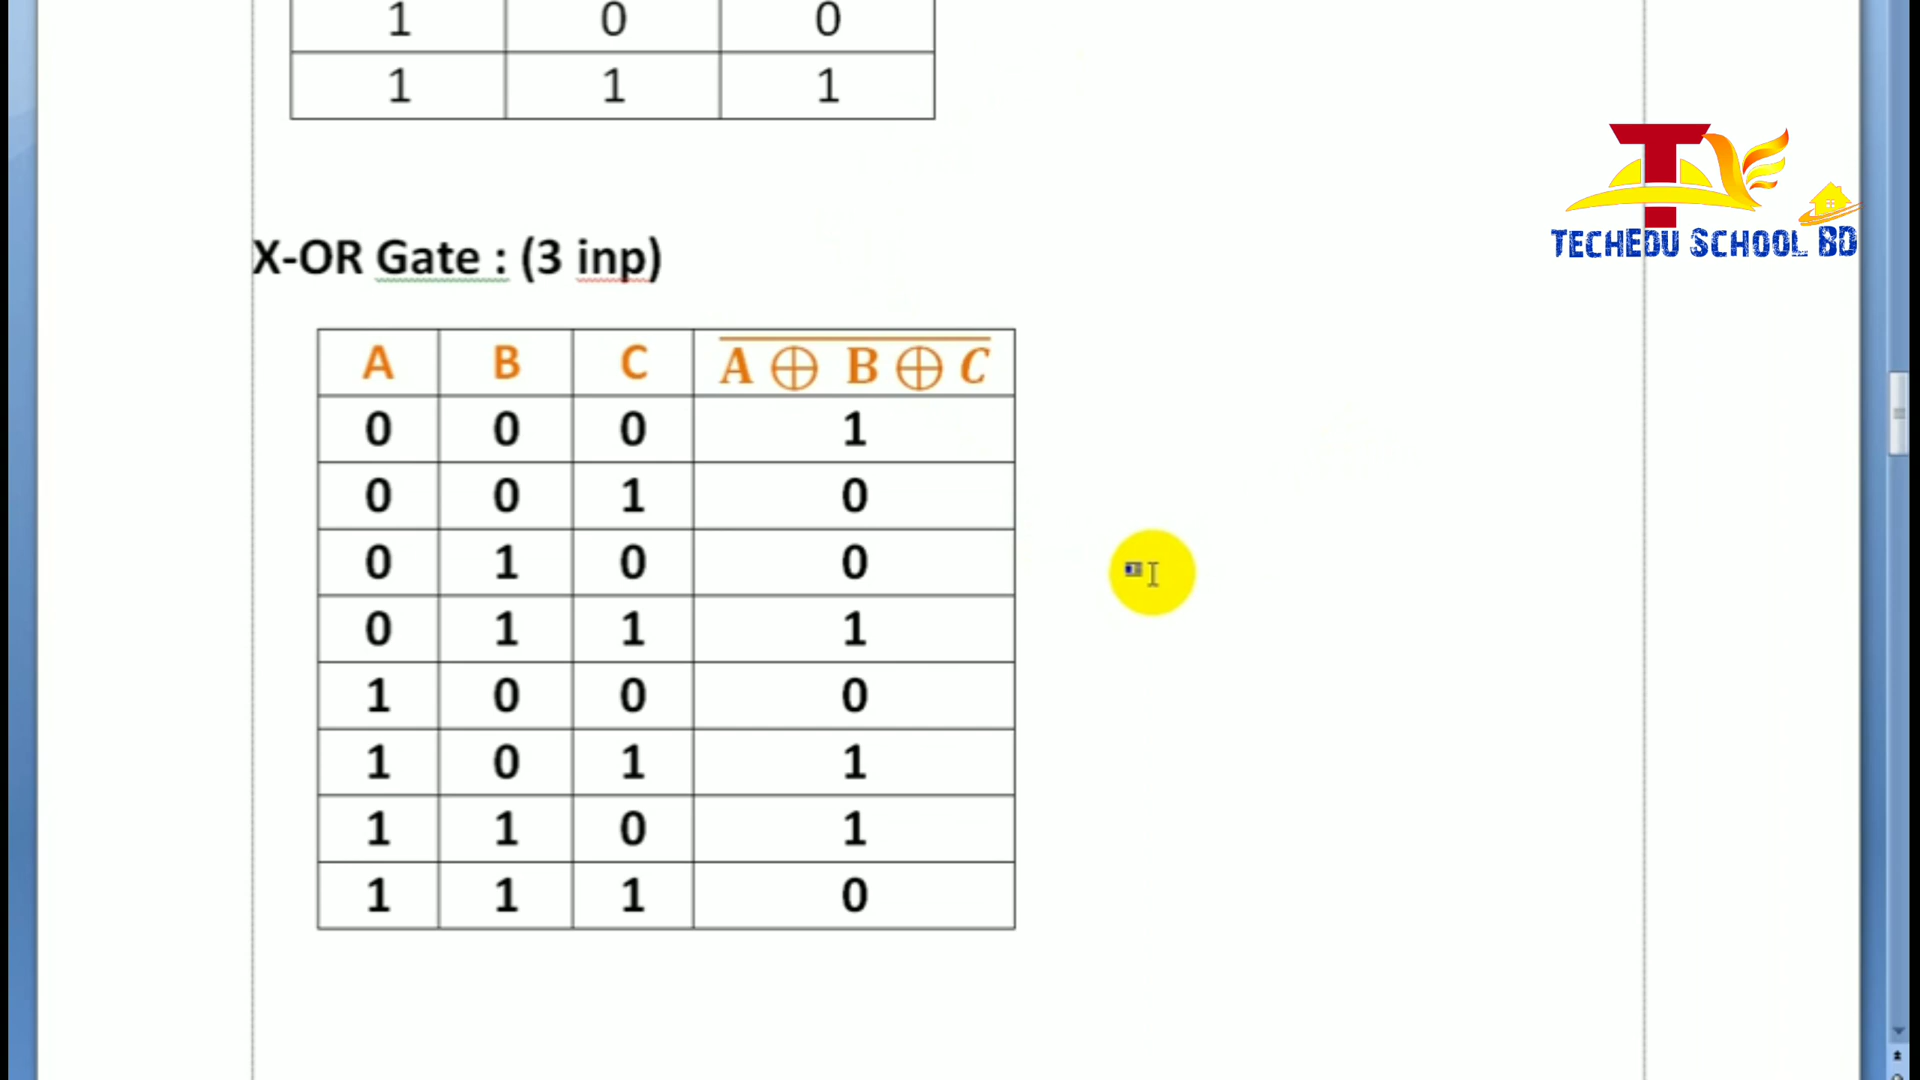 1 0 0
1 1 1
TECHEDU SCHOOL BD
X-OR Gate : (3 inp)
A B C \overline{A ⊕ B ⊕ C}
0 0 0 1
0 0 1 0
0 1 0 0
0 1 1 1
1 0 0 0
1 0 1 1
1 1 0 1
1 1 1 0